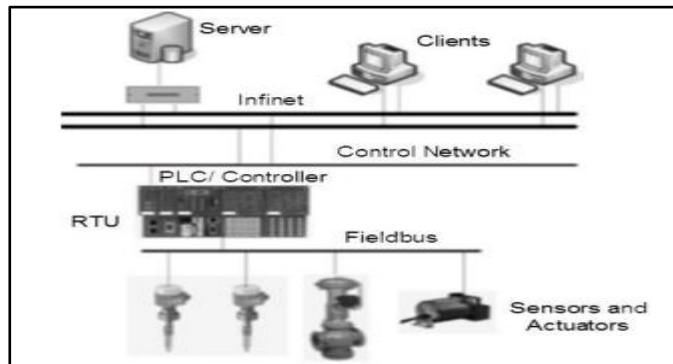 Server
Clients
Infinet
Control Network
PLC/ Controller
RTU
Fieldbus
Sensors and
Actuators